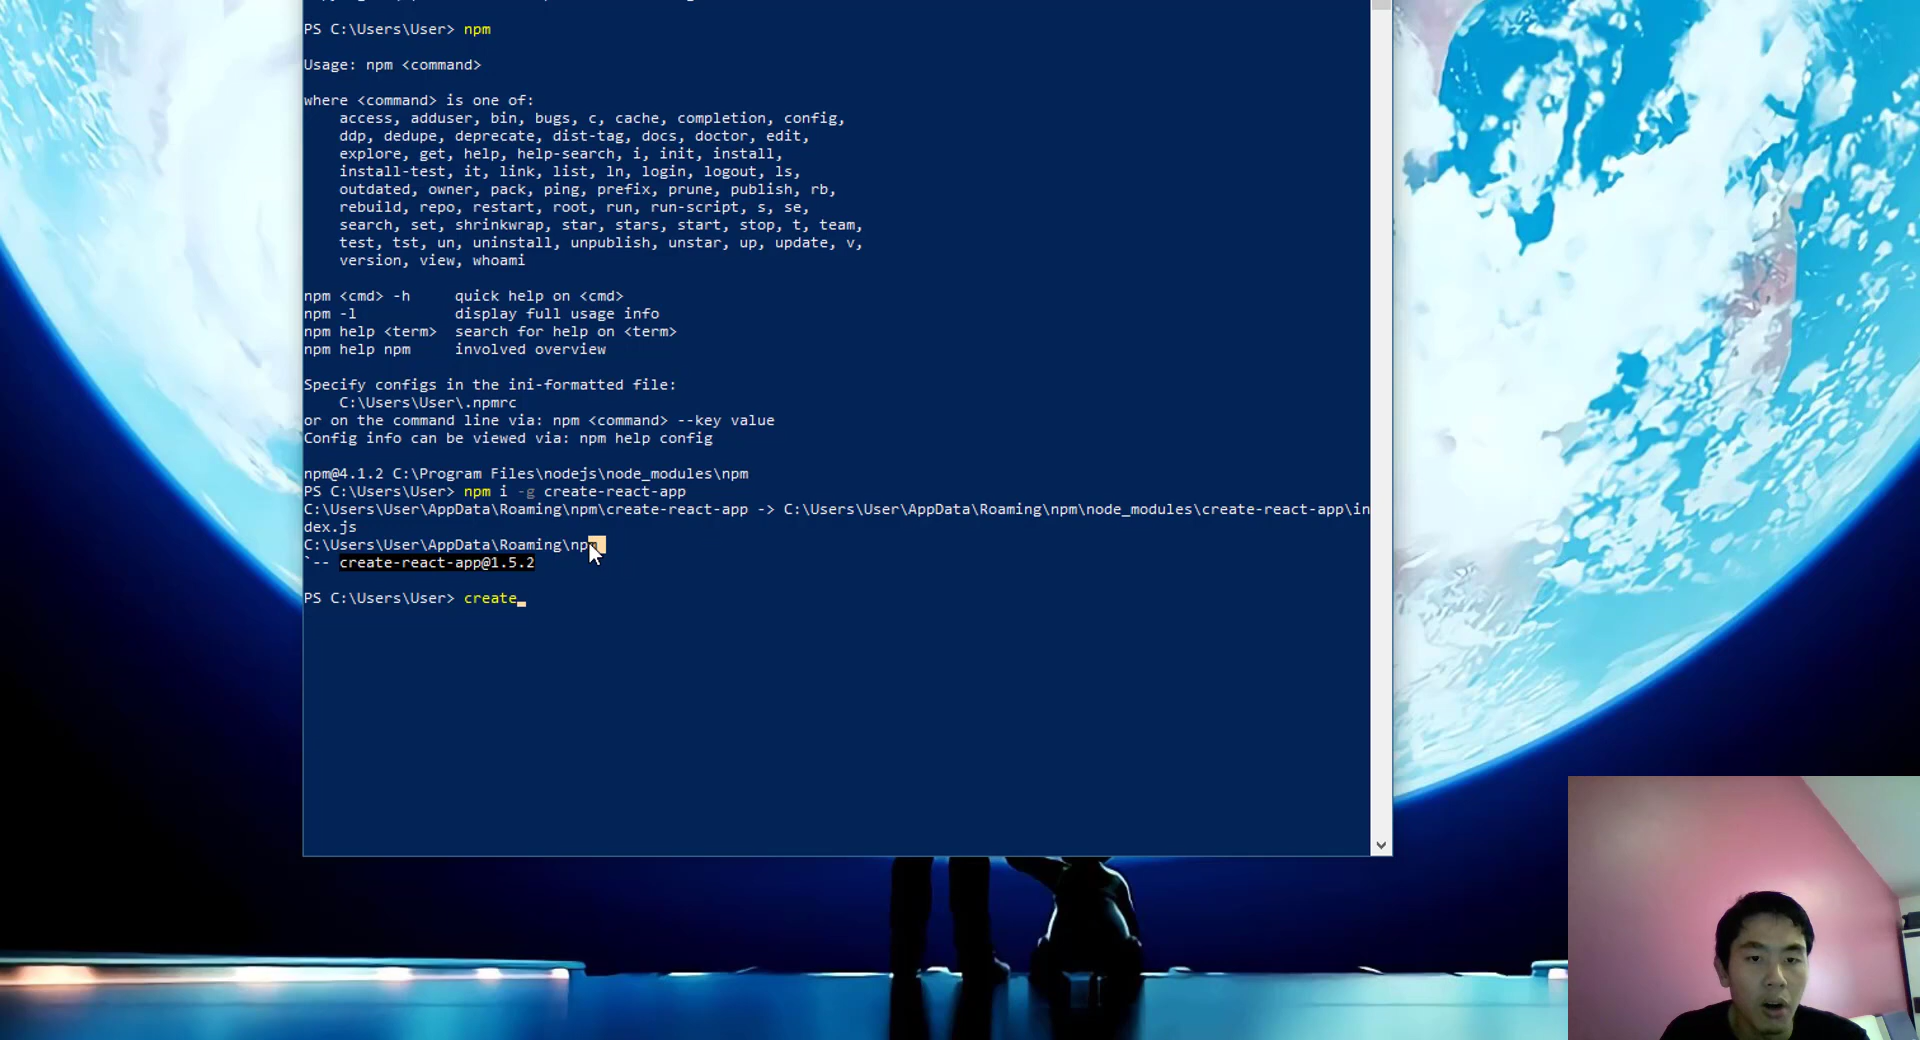 PS C:\Users\User> npm
Usage: npm <command>
where <command> is one of:
access, adduser, bin, bugs, c, cache, completion, config,
ddp, dedupe, deprecate, dist-tag, docs, doctor, edit,
explore, get, help, help-search, i, init, install,
install-test, it, link, list, ln, login, logout, ls,
outdated, owner, pack, ping, prefix, prune, publish, rb,
rebuild, repo, restart, root, run, run-script, s, se,
search, set, shrinkwrap, star, stars, start, stop, t, team,
test, tst, un, uninstall, unpublish, unstar, up, update, v,
version, view, whoami
npm <cmd> -h     quick help on <cmd>
npm -l           display full usage info
npm help <term>  search for help on <term>
npm help npm     involved overview
Specify configs in the ini-formatted file:
C:\Users\User\.npmrc
or on the command line via: npm <command> --key value
Config info can be viewed via: npm help config
npm@4.1.2 C:\Program Files\nodejs\node_modules\npm
PS C:\Users\User> npm i -g create-react-app
C:\Users\User\AppData\Roaming\npm\create-react-app -> C:\Users\User\AppData\Roaming\npm\node_modules\create-react-app\in
dex.js
C:\Users\User\AppData\Roaming\npm
`-- create-react-app@1.5.2
PS C:\Users\User> create_